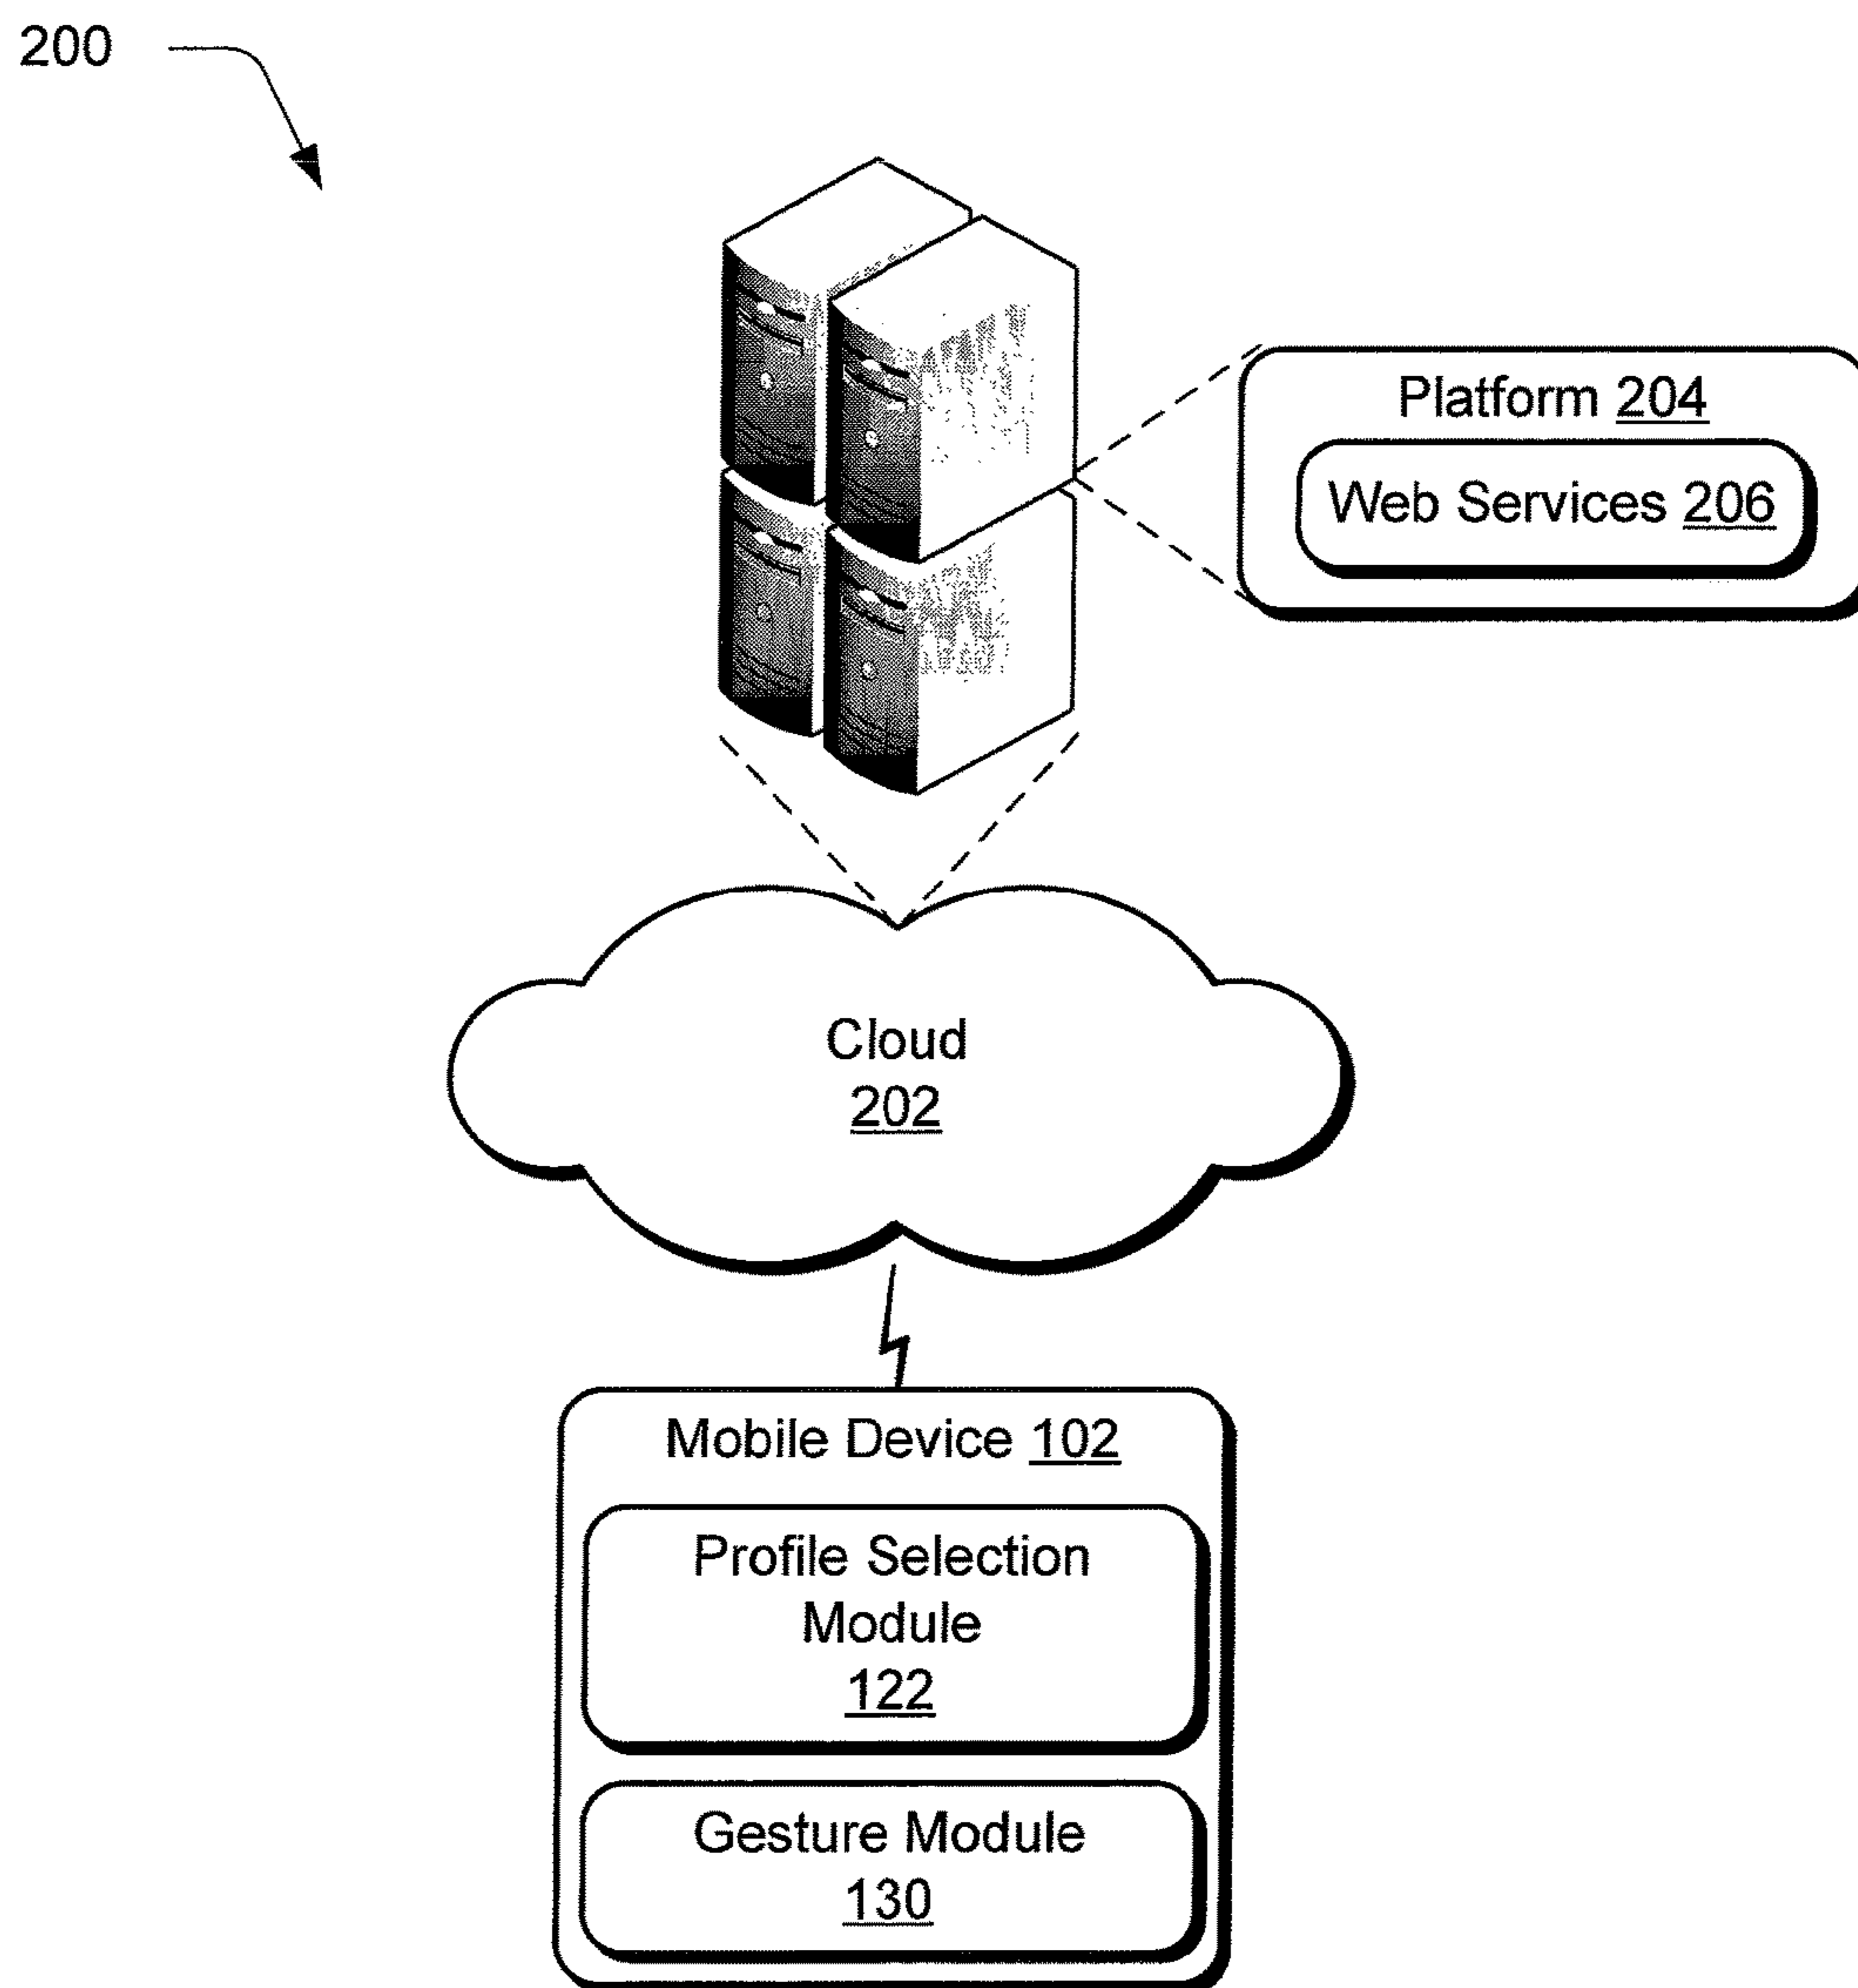 200
Platform 204
Web Services 206
Cloud
202
Mobile Device 102
Profile Selection
Module
122
Gesture Module
130